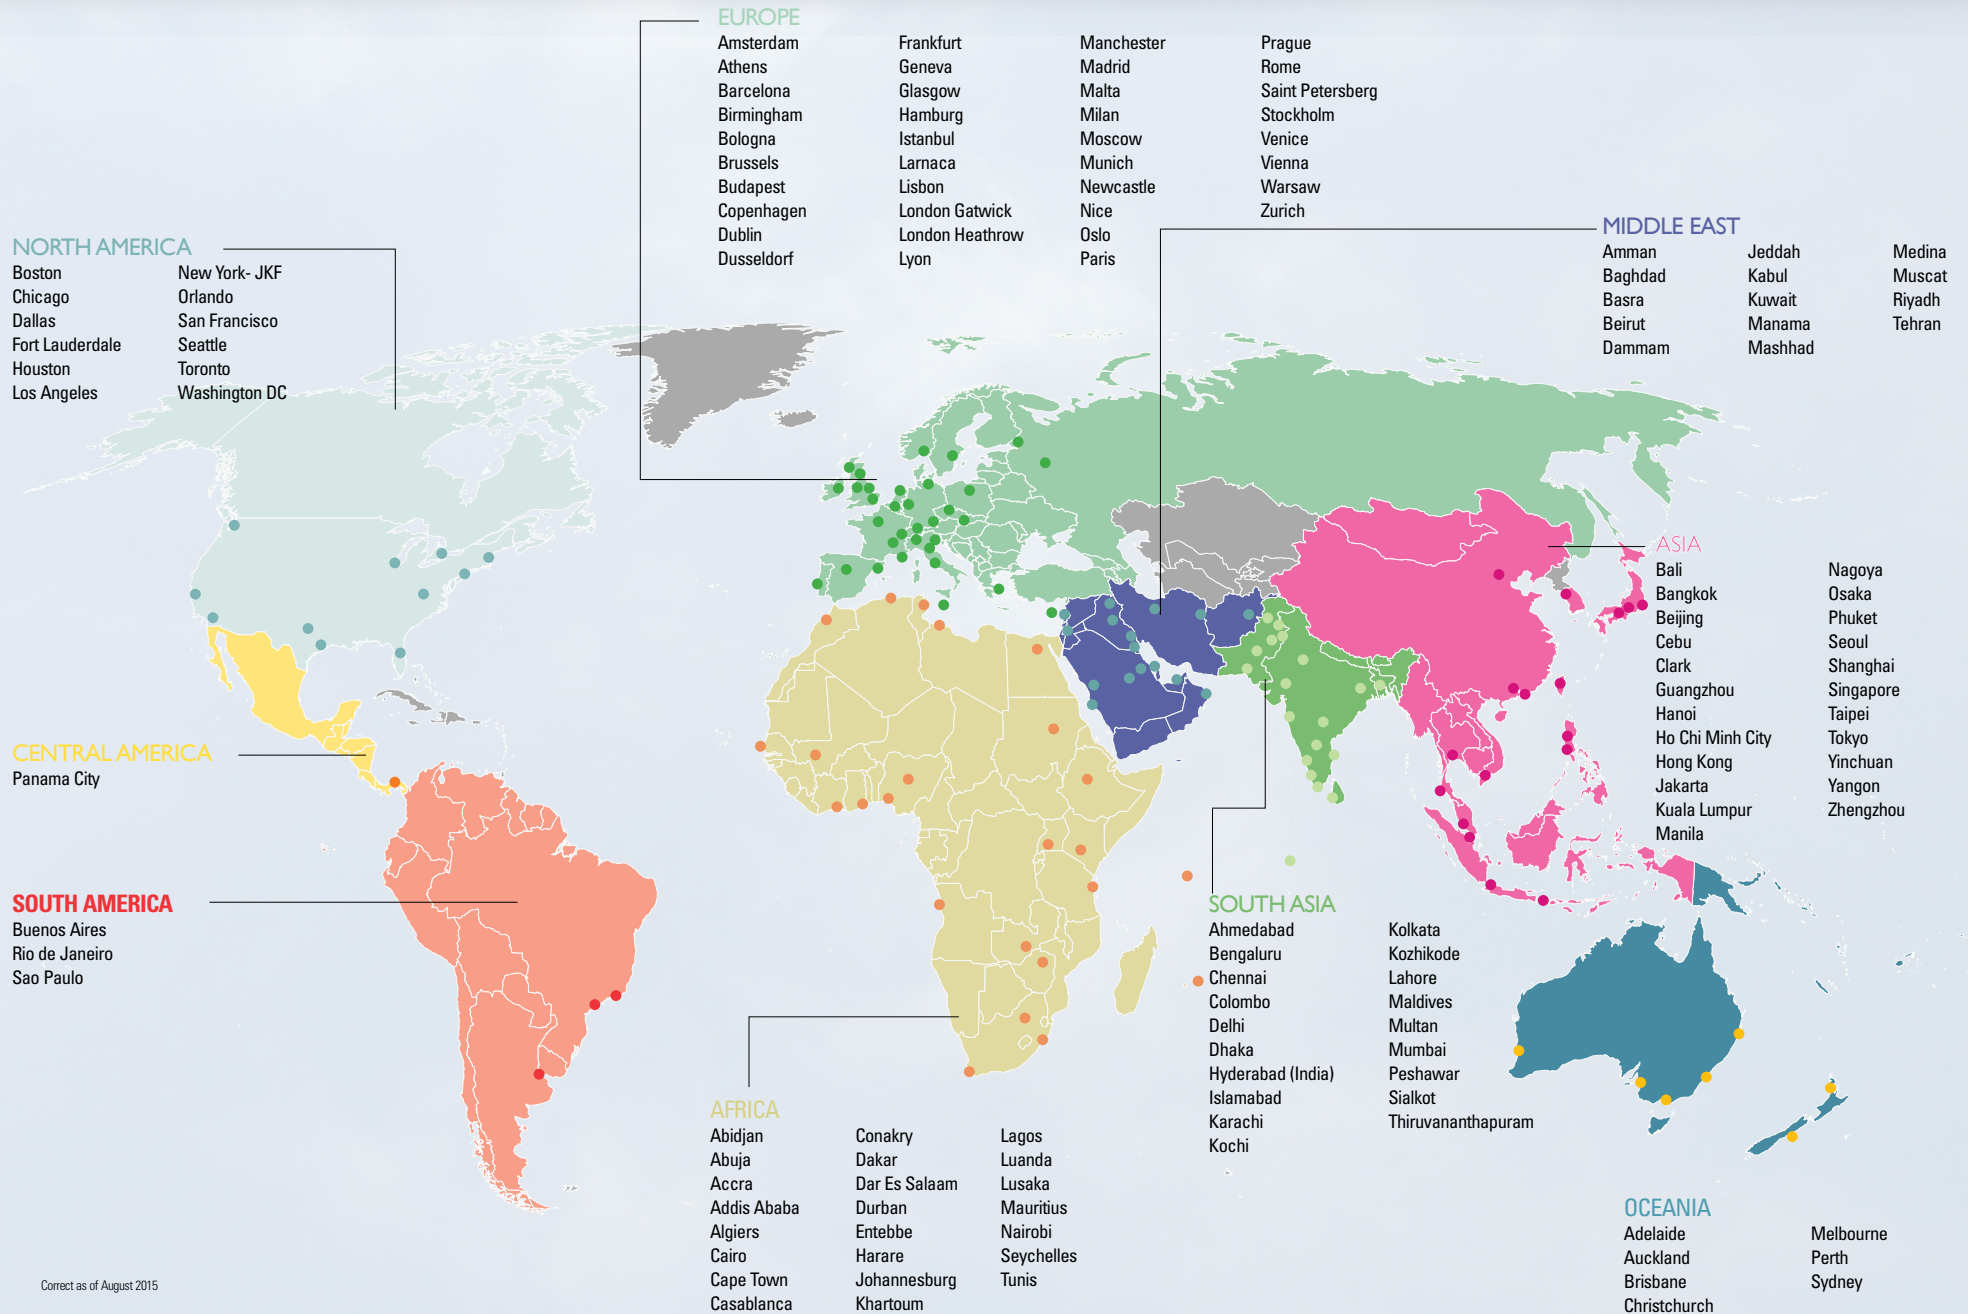 EUROPE
Amsterdam
Athens
Barcelona
Birmingham
Bologna
Brussels
Budapest
Copenhagen
Dublin
Dusseldorf
Frankfurt
Geneva
Glasgow
Hamburg
Istanbul
Larnaca
Lisbon
London Gatwick
London Heathrow
Lyon
Manchester
Madrid
Malta
Milan
Moscow
Munich
Newcastle
Nice
Oslo
Paris
Prague
Rome
Saint Petersberg
Stockholm
Venice
Vienna
Warsaw
Zurich
MIDDLE EAST
Amman
Baghdad
Basra
Beirut
Dammam
Jeddah
Kabul
Kuwait
Manama
Mashhad
Medina
Muscat
Riyadh
Tehran
NORTH AMERICA
Boston
Chicago
Dallas
Fort Lauderdale
Houston
Los Angeles
New York- JKF
Orlando
San Francisco
Seattle
Toronto
Washington DC
ASIA
Bali
Bangkok
Beijing
Cebu
Clark
Guangzhou
Hanoi
Ho Chi Minh City
Hong Kong
Jakarta
Kuala Lumpur
Manila
Nagoya
Osaka
Phuket
Seoul
Shanghai
Singapore
Taipei
Tokyo
Yinchuan
Yangon
Zhengzhou
CENTRAL AMERICA
Panama City
SOUTH AMERICA
Buenos Aires
Rio de Janeiro
Sao Paulo
SOUTH ASIA
Ahmedabad
Bengaluru
Chennai
Colombo
Delhi
Dhaka
Hyderabad (India)
Islamabad
Karachi
Kochi
Kolkata
Kozhikode
Lahore
Maldives
Multan
Mumbai
Peshawar
Sialkot
Thiruvananthapuram
AFRICA
Abidjan
Abuja
Accra
Addis Ababa
Algiers
Cairo
Cape Town
Casablanca
Conakry
Dakar
Dar Es Salaam
Durban
Entebbe
Harare
Johannesburg
Khartoum
Lagos
Luanda
Lusaka
Mauritius
Nairobi
Seychelles
Tunis
OCEANIA
Adelaide
Auckland
Brisbane
Christchurch
Melbourne
Perth
Sydney
Correct as of August 2015